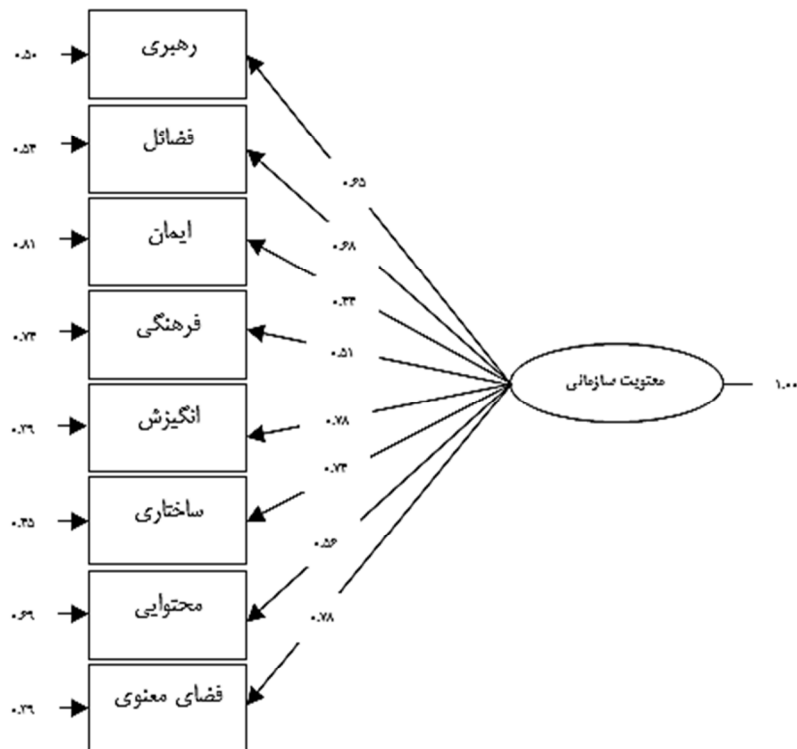 رهبری
۰.۵۰
فضائل
۰.۵۴
۰.۶۵
ایمان
۰.۸۱
۰.۶۸
۰.۴۴
فرهنگی
۰.۷۴
۰.۵۱
معتویت سازمانی
۱.۰۰
انگیزش
۰.۳۹
۰.۷۸
ساختاری
۰.۴۵
۰.۷۴
۰.۵۶
محتوایی
۰.۶۹
۰.۷۸
فضای معنوی
۰.۳۹